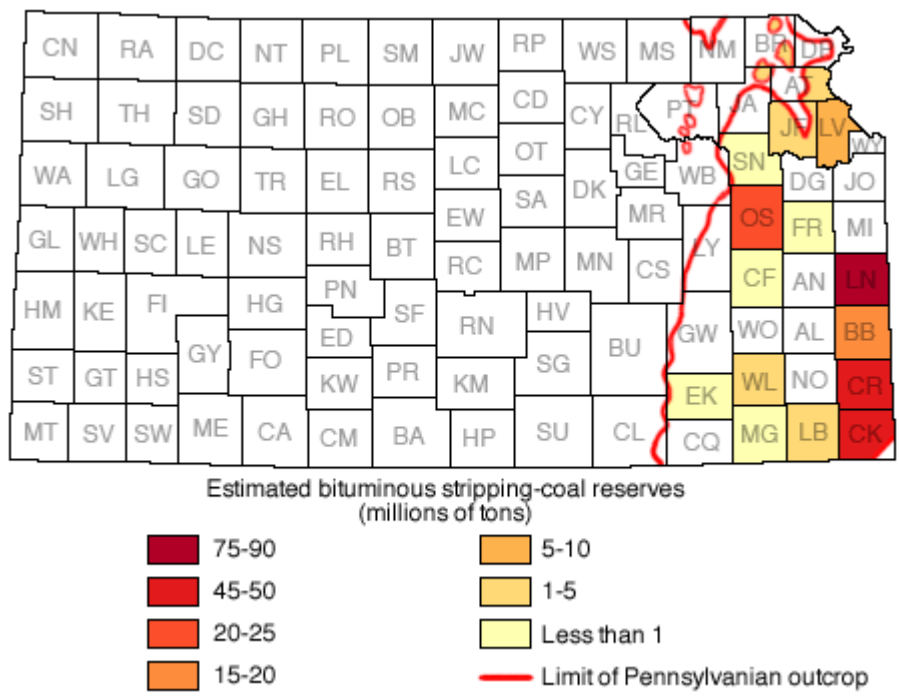 CN RA DC NT PL SM JW RP WS MS NM BR DP
SH TH SD GH RO OB MC CD CY RL PT JA AT JF LV WY
WA LG GO TR EL RS LC OT SA DK GE WB SN DG JO
GL WH SC LE NS RH BT EW RC MP MN MR CS LY OS FR MI
HM KE FI HG PN SF RN HV BU GW CF AN LN
ST GT HS GY FO ED KW PR KM SG EK WO AL BB
MT SV SW ME CA CM BA HP SU CL CQ WL NO CR
MG LB CK
Estimated bituminous stripping-coal reserves
(millions of tons)
75-90
45-50
20-25
15-20
5-10
1-5
Less than 1
Limit of Pennsylvanian outcrop